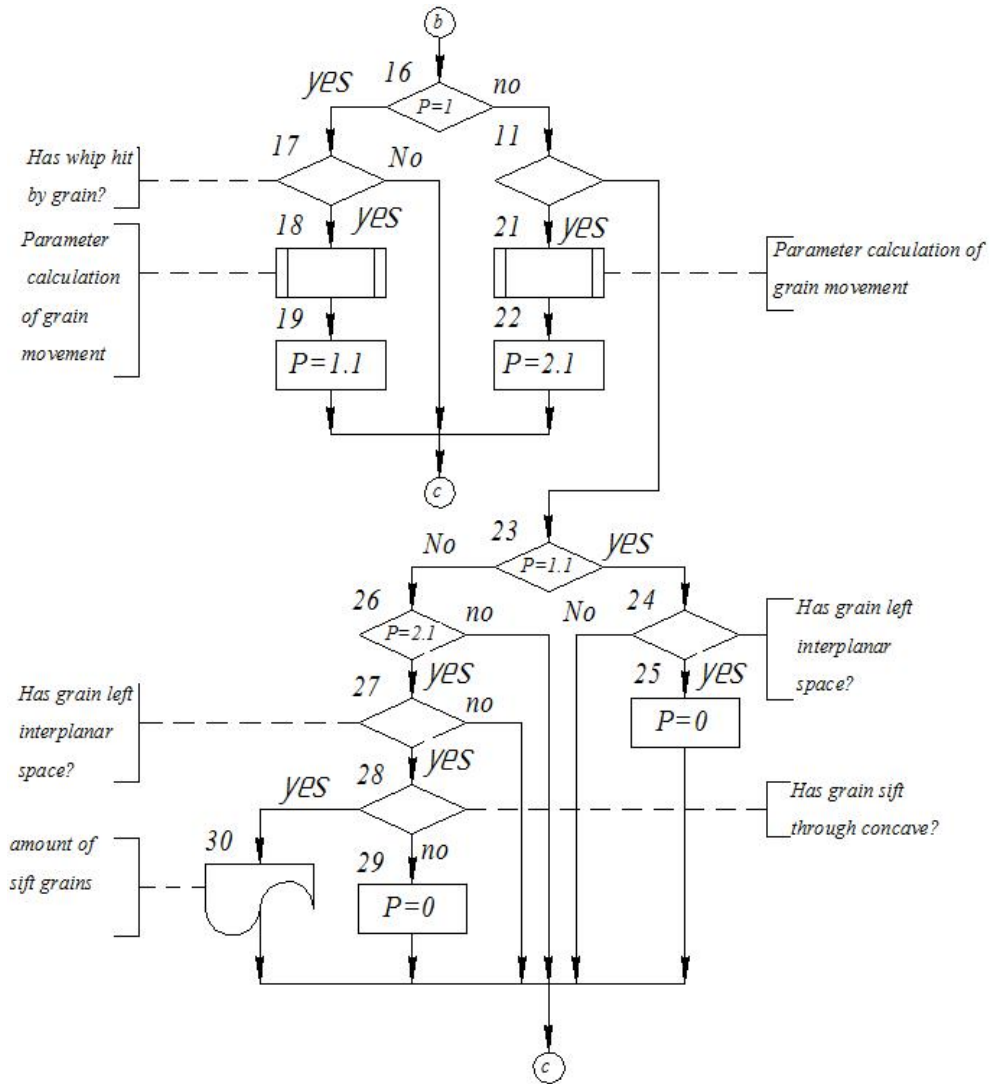 b
16
yes
no
P=1
11
17
No
Has whip hit
by grain?
yes
18
21
yes
Parameter
calculation
of grain
movement
Parameter calculation of
grain movement
19
22
P=1.1
P=2.1
c
23
No
yes
P=1.1
26
no
No
24
Has grain left
interplanar
space?
P=2.1
yes
25
yes
27
no
Has grain left
interplanar
space?
P=0
yes
28
yes
Has grain sift
through concave?
30
no
29
amount of
sift grains
P=0
c